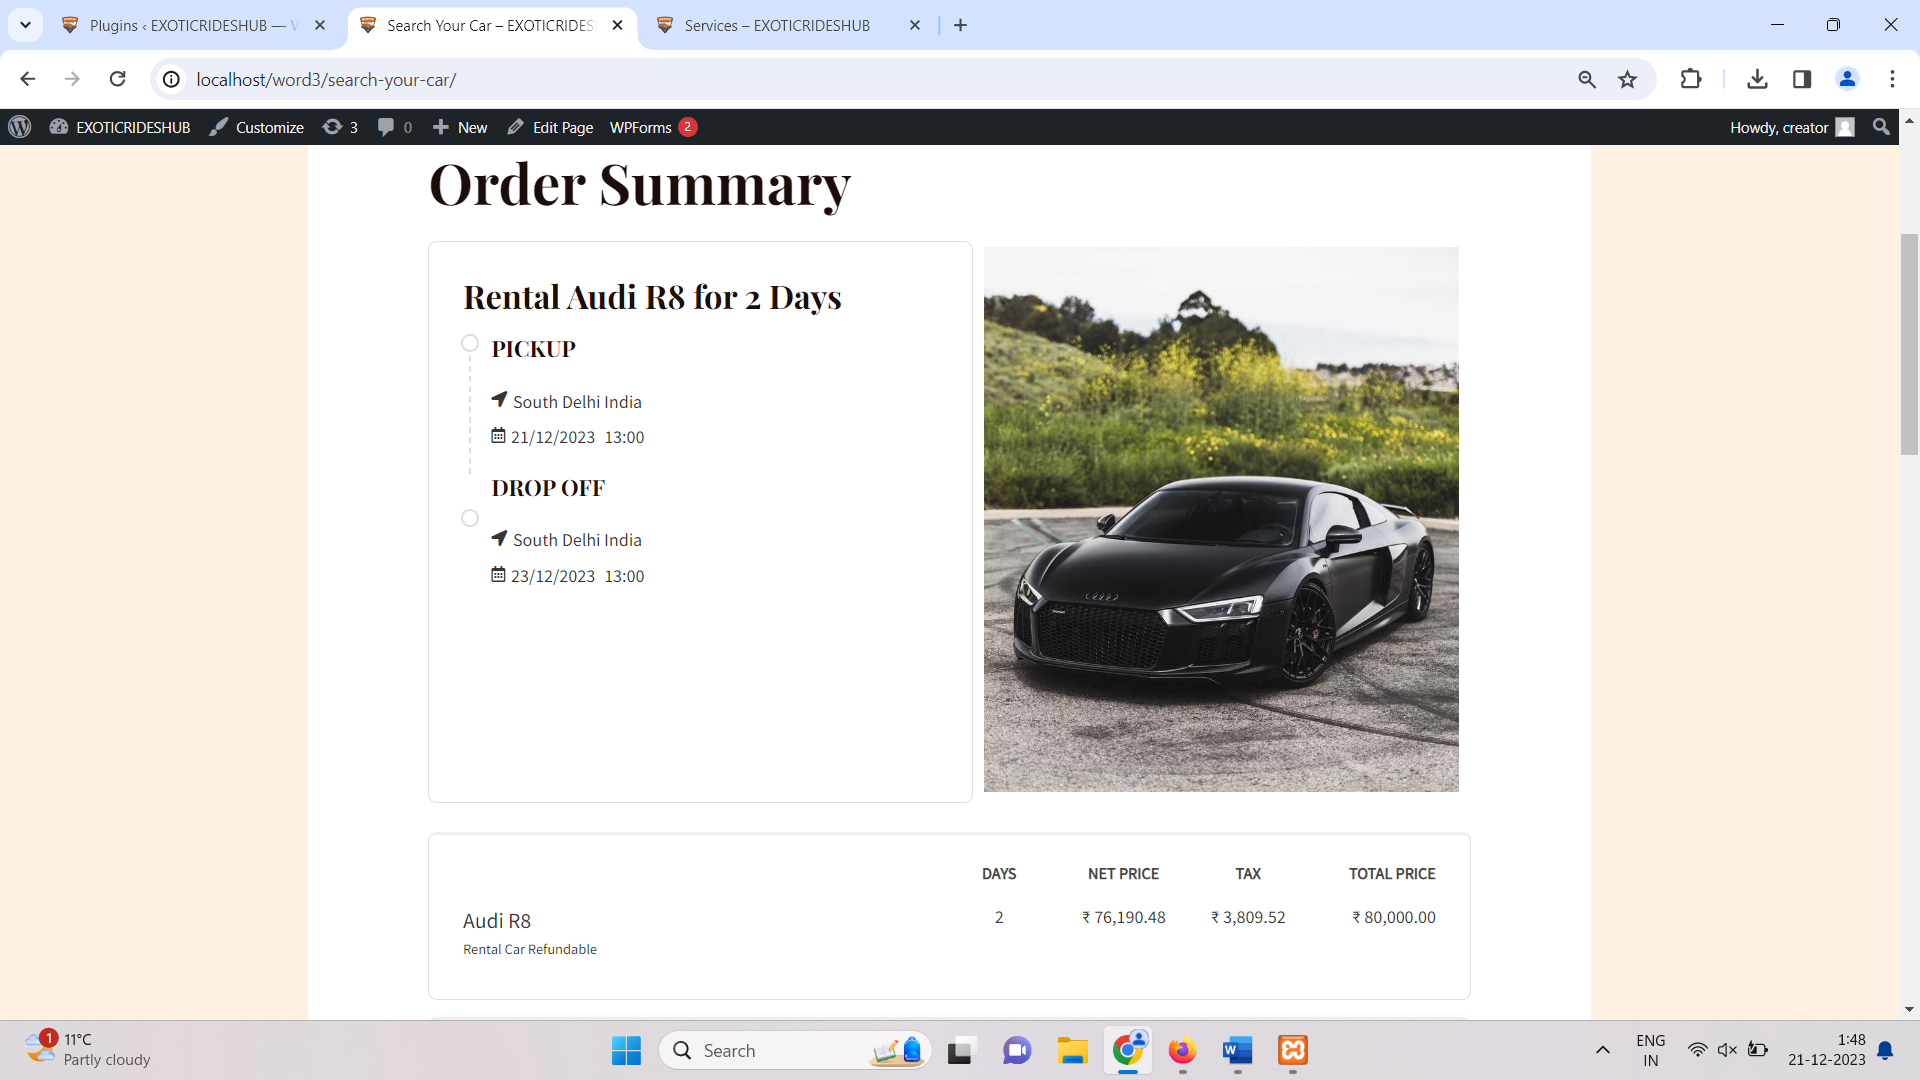 Plugins ‹ EXOTICRIDESHUB — W
Search Your Car – EXOTICRIDES
Services – EXOTICRIDESHUB
localhost/word3/search-your-car/
EXOTICRIDESHUB Customize 3 0 New Edit Page WPForms 2 Howdy, creator
Order Summary
Rental Audi R8 for 2 Days
PICKUP
South Delhi India
21/12/2023 13:00
DROP OFF
South Delhi India
23/12/2023 13:00
DAYS NET PRICE TAX TOTAL PRICE
Audi R8 2 ₹ 76,190.48 ₹ 3,809.52 ₹ 80,000.00
Rental Car Refundable
1 11°C
Partly cloudy
Search
ENG
IN
1:48
21-12-2023